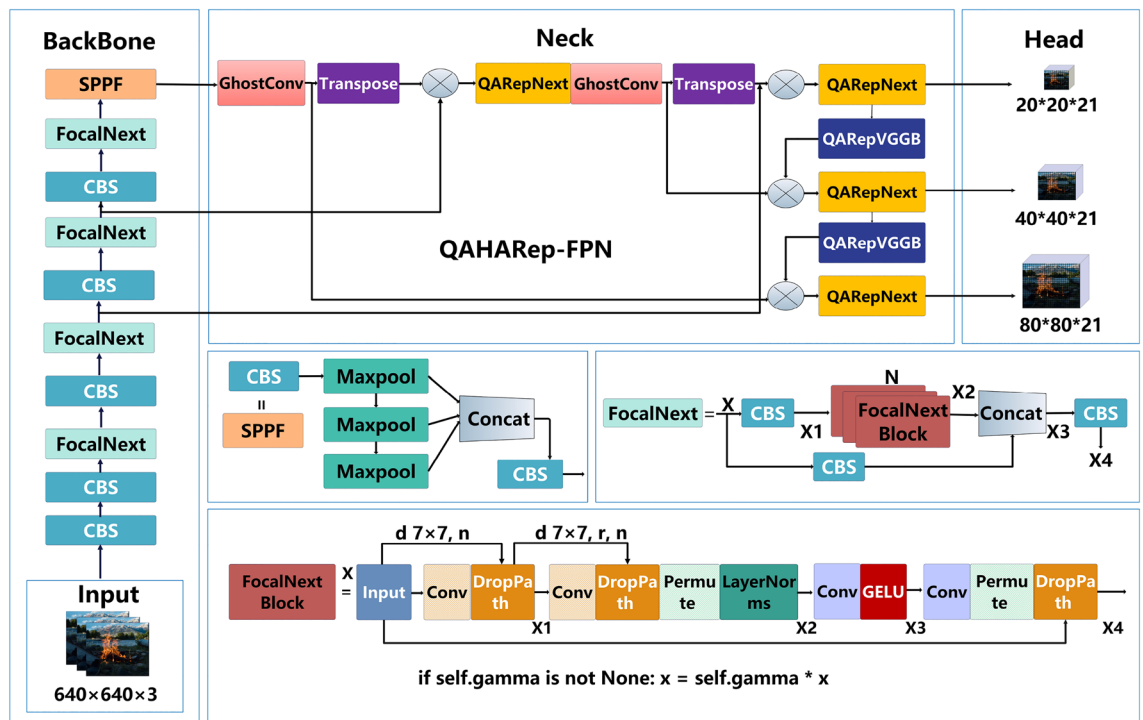 BackBone
SPPF
FocalNext
CBS
FocalNext
CBS
FocalNext
CBS
FocalNext
CBS
CBS
Input
640×640×3
Neck
GhostConv
Transpose
QARepNext
GhostConv
Transpose
QARepNext
QARepVGGB
QARepNext
QARepVGGB
QARepNext
QAHARep-FPN
Head
20*20*21
40*40*21
80*80*21
CBS
=
SPPF
Maxpool
Maxpool
Maxpool
Concat
CBS
FocalNext
=
X
CBS
X1
N
FocalNext
Block
X2
Concat
X3
CBS
X4
CBS
d 7×7, n
d 7×7, r, n
FocalNext
Block
X
=
Input
Conv
DropPa
th
X1
Conv
DropPa
th
Permu
te
LayerNor
ms
X2
Conv
GELU
X3
Conv
Permu
te
DropPa
th
X4
if self.gamma is not None: x = self.gamma * x